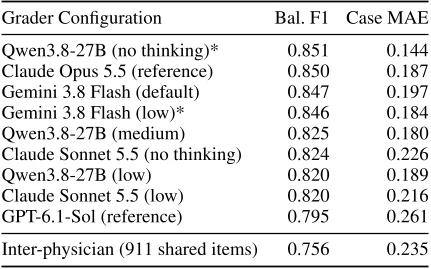 Grader Configuration Bal. F1 Case MAE
Qwen3.8-27B (no thinking)* 0.851 0.144
Claude Opus 5.5 (reference) 0.850 0.187
Gemini 3.8 Flash (default) 0.847 0.197
Gemini 3.8 Flash (low)* 0.846 0.184
Qwen3.8-27B (medium) 0.825 0.180
Claude Sonnet 5.5 (no thinking) 0.824 0.226
Qwen3.8-27B (low) 0.820 0.189
Claude Sonnet 5.5 (low) 0.820 0.216
GPT-6.1-Sol (reference) 0.795 0.261
Inter-physician (911 shared items) 0.756 0.235